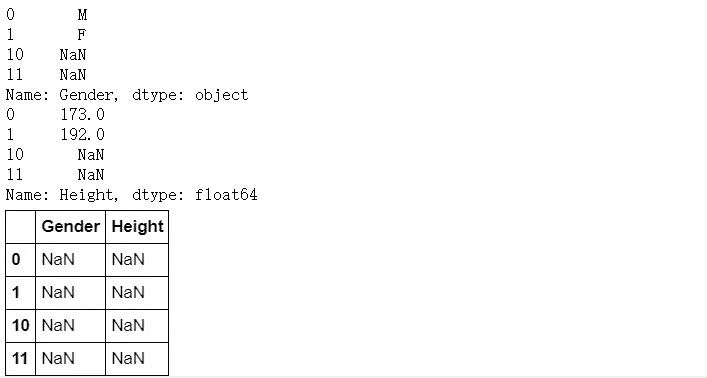 0 M
1 F
10 NaN
11 NaN
Name: Gender, dtype: object
0 173.0
1 192.0
10 NaN
11 NaN
Name: Height, dtype: float64
Gender Height
0 NaN NaN
1 NaN NaN
10 NaN NaN
11 NaN NaN